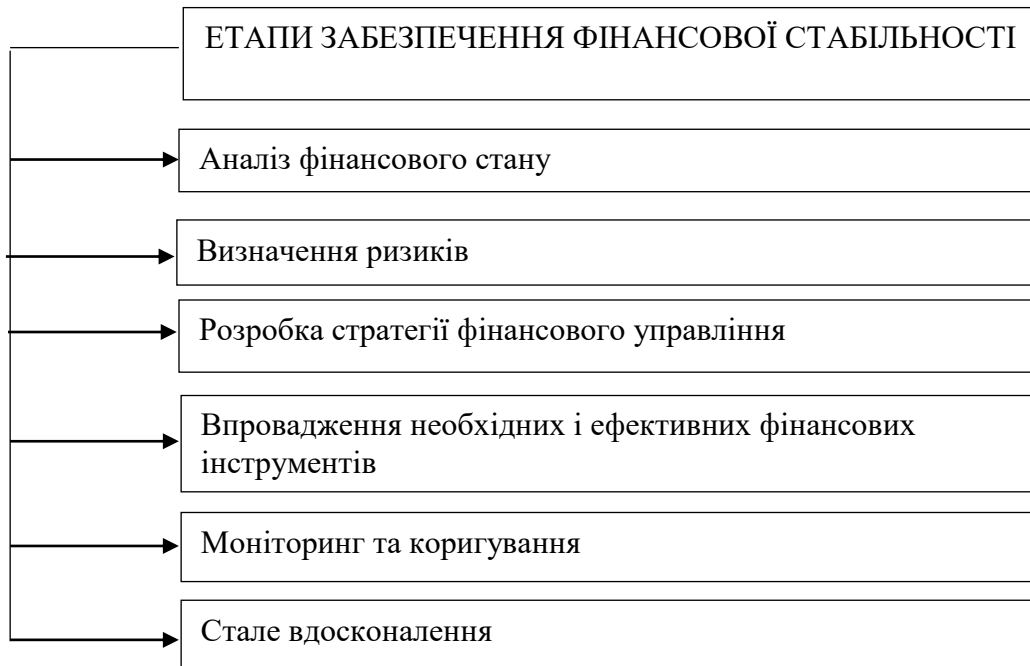 ЕТАПИ ЗАБЕЗПЕЧЕННЯ ФІНАНСОВОЇ СТАБІЛЬНОСТІ
Аналіз фінансового стану
Визначення ризиків
Розробка стратегії фінансового управління
Впровадження необхідних і ефективних фінансових
інструментів
Моніторинг та коригування
Стале вдосконалення